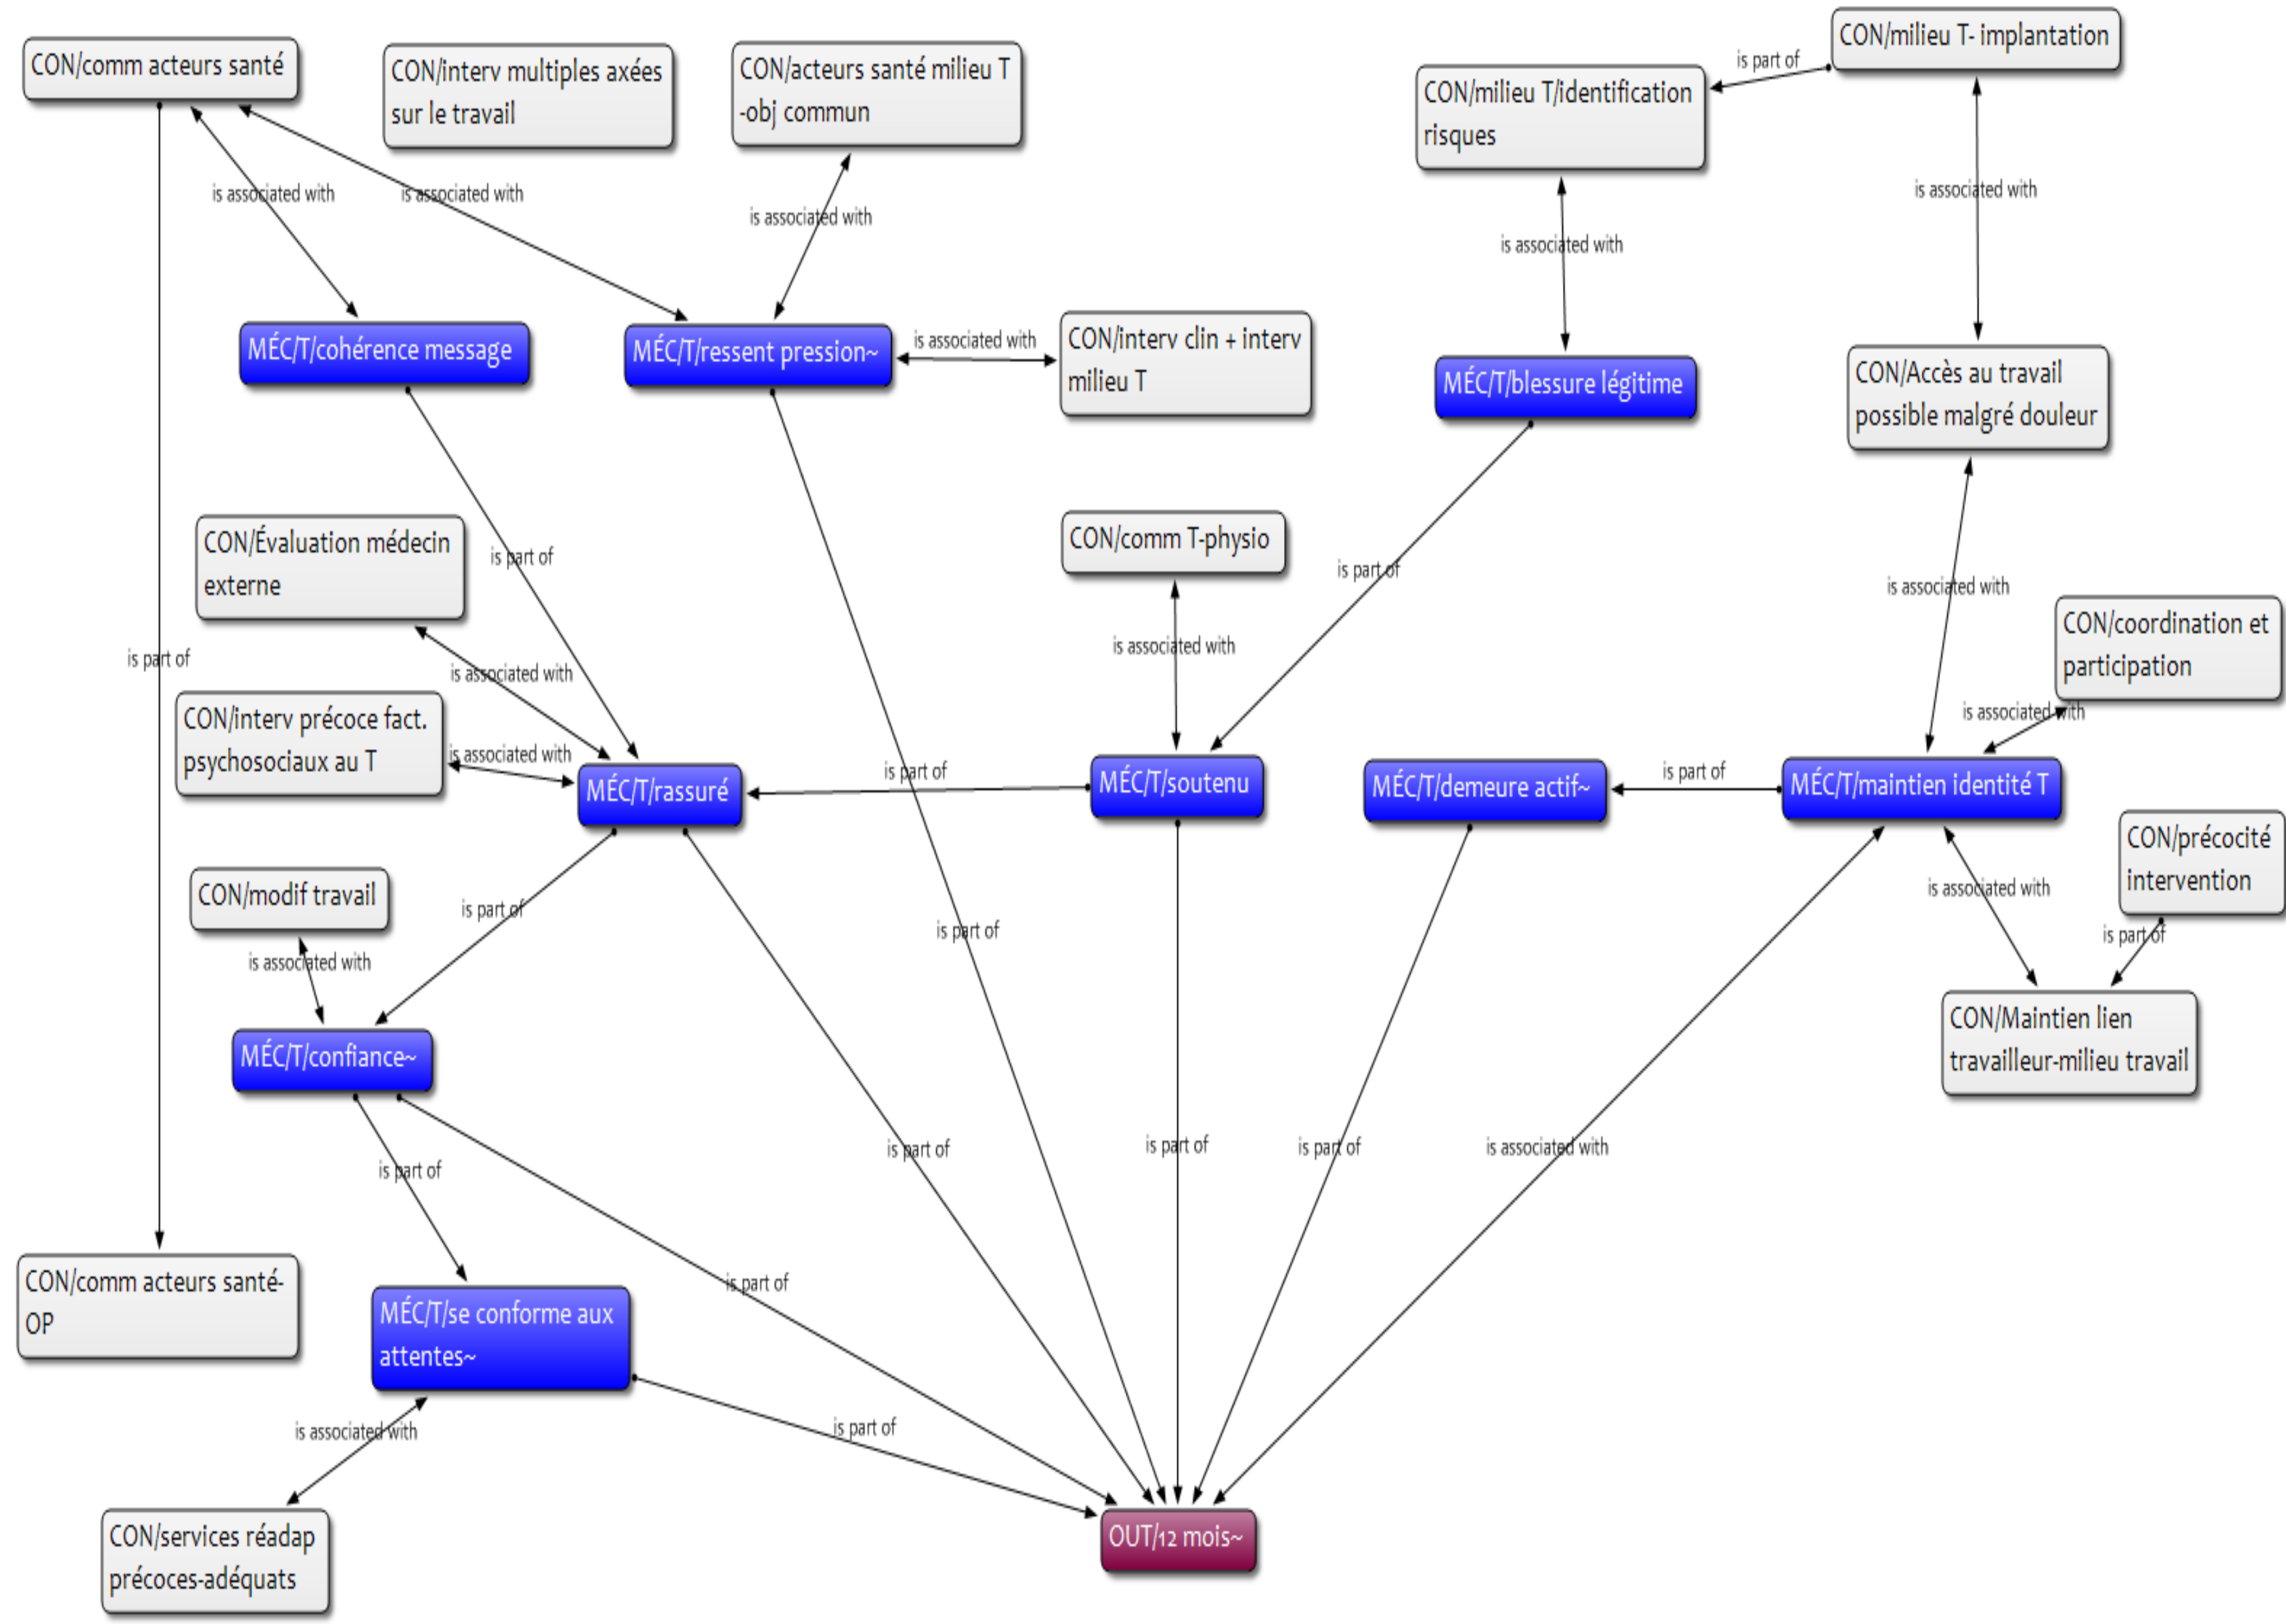 CON/milieu T- implantation
CON/comm acteurs santé
CON/interv multiples axées
sur le travail
CON/acteurs santé milieu T
-obj commun
is part of
CON/milieu T/identification
risques
is associated with
is associated with
is associated with
is associated with
is associated with
MÉC/T/cohérence message
MÉC/T/ressent pression~
is associated with
CON/interv clin + interv
milieu T
MÉC/T/blessure légitime
CON/Accès au travail
possible malgré douleur
CON/Évaluation médecin
externe
is part of
CON/comm T-physio
is part of
is associated with
CON/coordination et
participation
is part of
is associated with
is associated with
CON/interv précoce fact.
psychosociaux au T
is associated with
is associated with
MÉC/T/rassuré
is part of
MÉC/T/soutenu
MÉC/T/demeure actif~
is part of
MÉC/T/maintien identité T
CON/précocité
intervention
CON/modif travail
is part of
is associated with
is part of
is part of
is associated with
CON/Maintien lien
travailleur-milieu travail
MÉC/T/confiance~
is part of
is part of
is part of
is part of
is associated with
CON/comm acteurs santé-
OP
is part of
MÉC/T/se conforme aux
attentes~
is associated with
is part of
CON/services réadap
précoces-adéquats
OUT/12 mois~